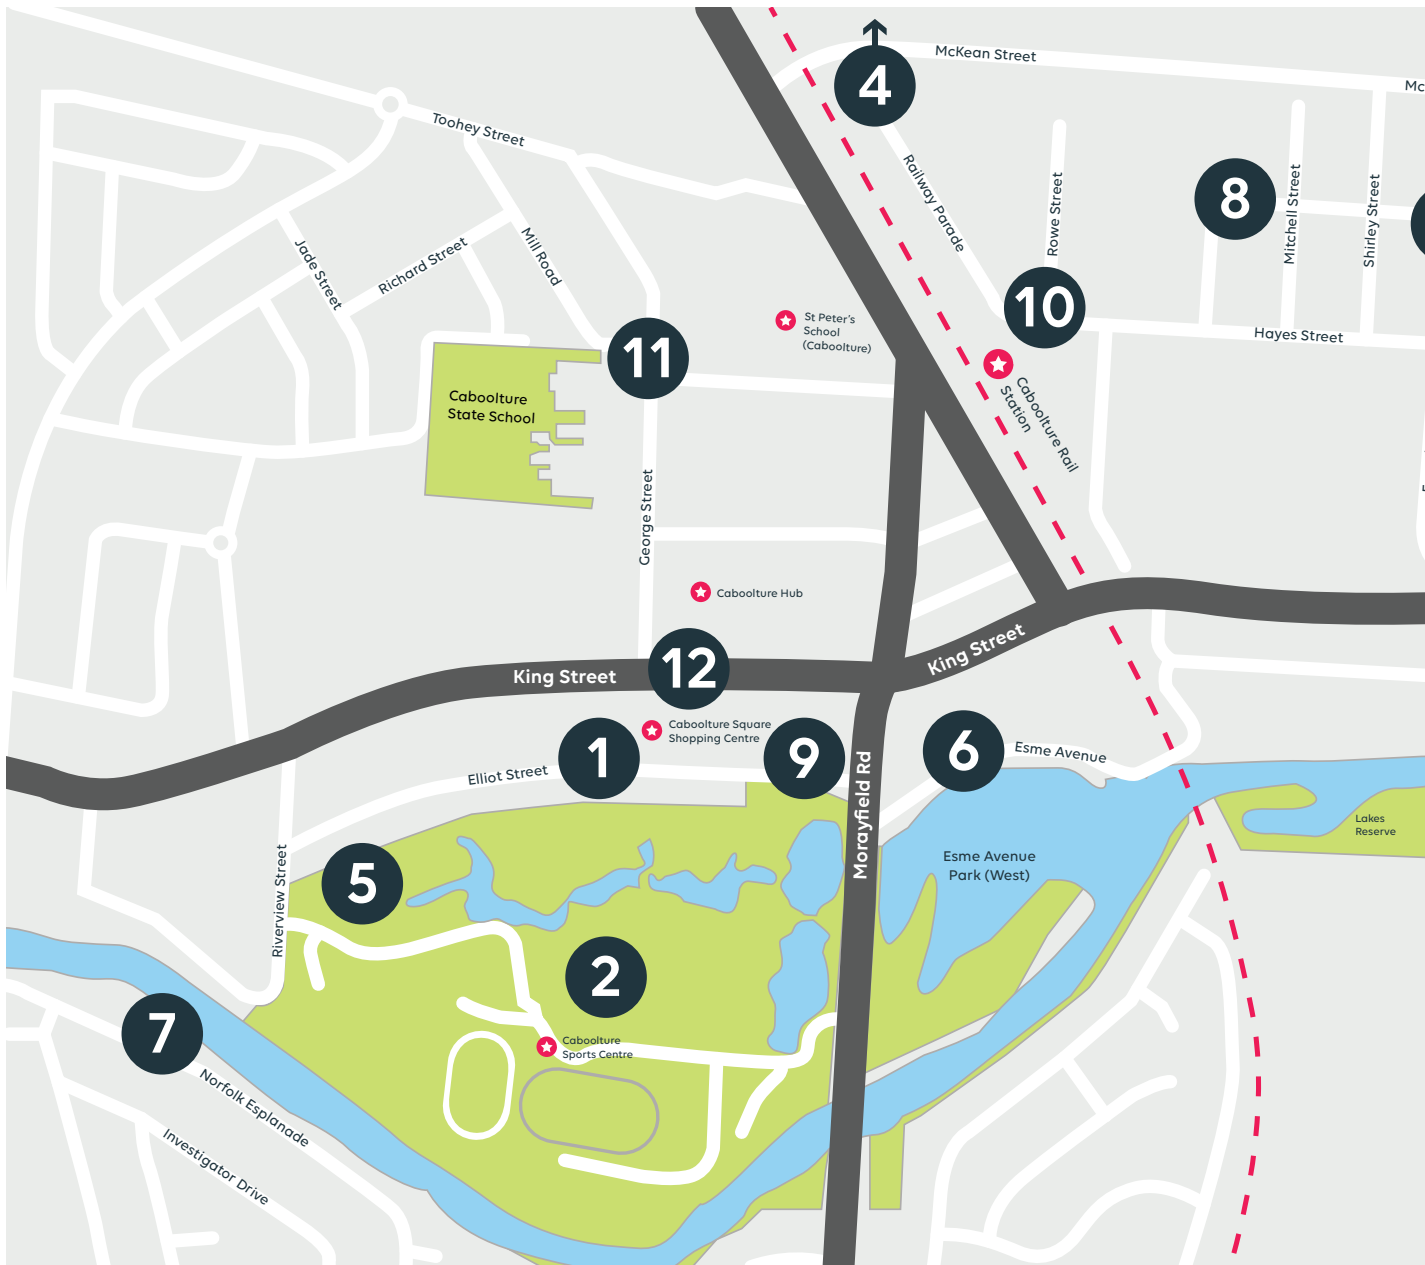 McKean Street
Mc
4
Toohey Street
Railway Parade
Rowe Street
8
Mitchell Street
Shirley Street
Jade Street
Richard Street
Mill Road
10
St Peter's
School
(Caboolture)
Hayes Street
11
Caboolture Rail
Station
Caboolture
State School
George Street
Caboolture Hub
King Street
12
King Street
Caboolture Square
Shopping Centre
1
9
6
Esme Avenue
Elliot Street
Morayfield Rd
Lakes
Reserve
Esme Avenue
Park (West)
5
Riverview Street
2
7
Caboolture
Sports Centre
Norfolk Esplanade
Investigator Drive